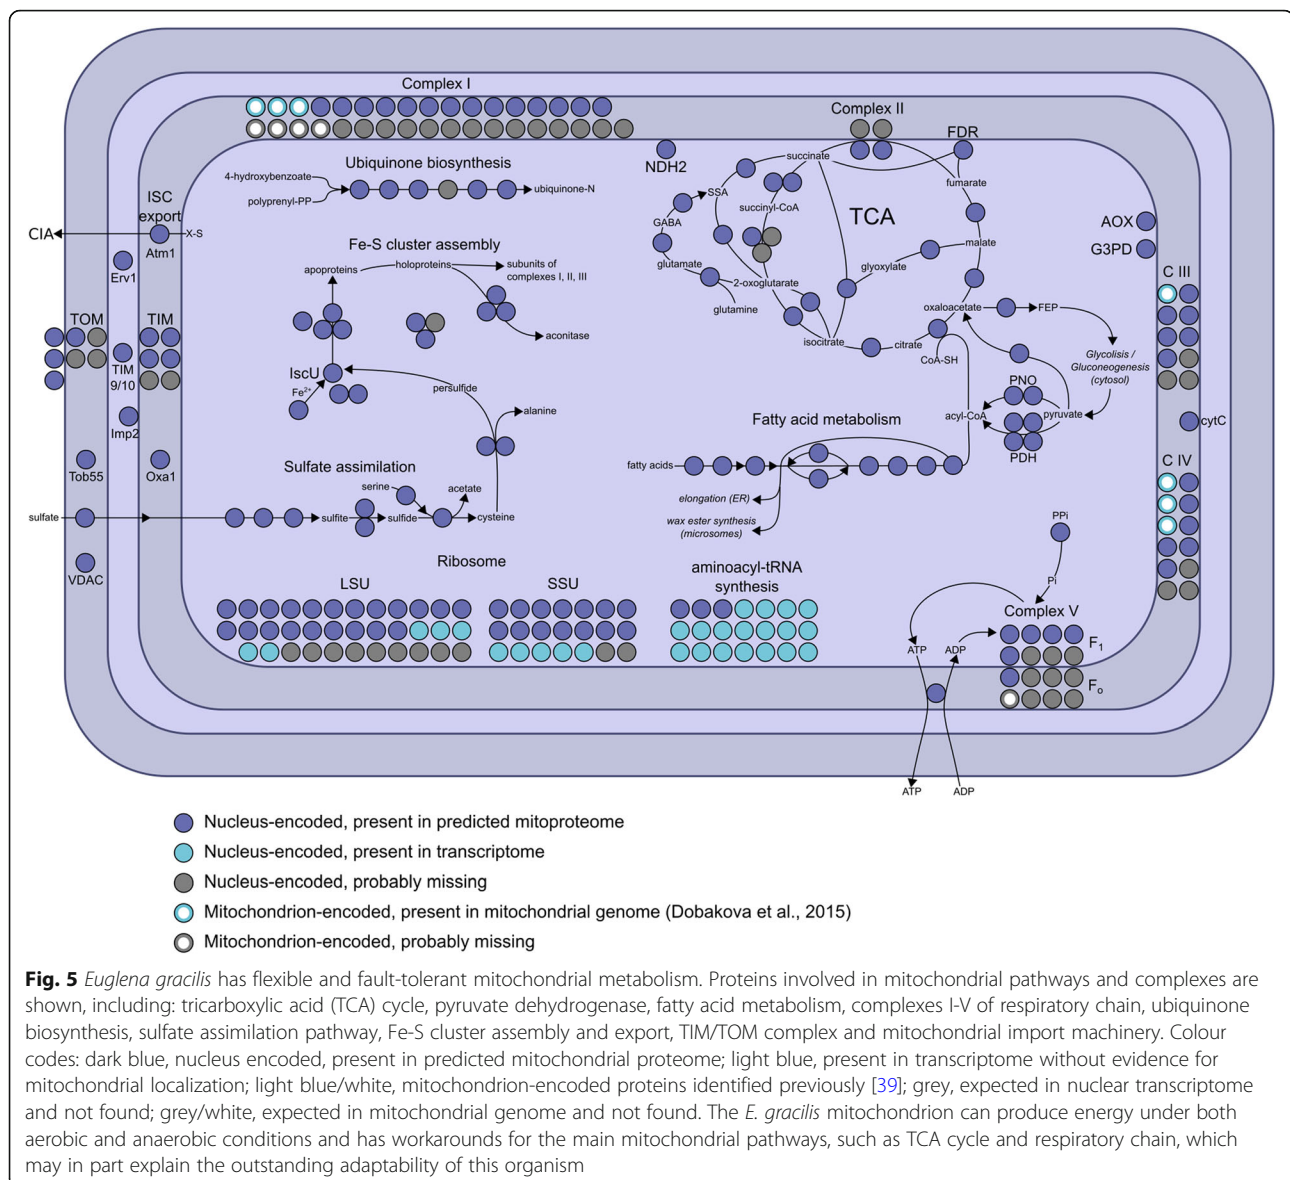 Complex I
Complex II
FDR
NDH2
succinate
fumarate
Ubiquinone biosynthesis
4-hydroxybenzoate
polyprenyl-PP
ubiquinone-N
SSA
succinyl-CoA
TCA
GABA
malate
AOX
G3PD
ISC
export
CIA
X-S
Atm1
Erv1
Fe-S cluster assembly
apoproteins
holoproteins
subunits of
complexes I, II, III
aconitase
glutamate
2-oxoglutarate
glutamine
glyoxylate
oxaloacetate
FEP
isocitrate
citrate
CoA-SH
C III
TOM
TIM
TIM
9/10
Imp2
Tob55
Oxa1
IscU
Fe2+
persulfide
alanine
Glycolisis /
Gluconeogenesis
(cytosol)
PNO
acyl-CoA
pyruvate
PDH
cytC
C IV
Fatty acid metabolism
fatty acids
elongation (ER)
wax ester synthesis
(microsomes)
Sulfate assimilation
serine
acetate
sulfate
sulfite
sulfide
cysteine
VDAC
PPi
Pi
Ribosome
LSU
SSU
aminoacyl-tRNA
synthesis
Complex V
F1
Fo
ATP
ADP
ATP
ADP
Nucleus-encoded, present in predicted mitoproteome
Nucleus-encoded, present in transcriptome
Nucleus-encoded, probably missing
Mitochondrion-encoded, present in mitochondrial genome (Dobakova et al., 2015)
Mitochondrion-encoded, probably missing
Fig. 5 Euglena gracilis has flexible and fault-tolerant mitochondrial metabolism. Proteins involved in mitochondrial pathways and complexes are
shown, including: tricarboxylic acid (TCA) cycle, pyruvate dehydrogenase, fatty acid metabolism, complexes I-V of respiratory chain, ubiquinone
biosynthesis, sulfate assimilation pathway, Fe-S cluster assembly and export, TIM/TOM complex and mitochondrial import machinery. Colour
codes: dark blue, nucleus encoded, present in predicted mitochondrial proteome; light blue, present in transcriptome without evidence for
mitochondrial localization; light blue/white, mitochondrion-encoded proteins identified previously [39]; grey, expected in nuclear transcriptome
and not found; grey/white, expected in mitochondrial genome and not found. The E. gracilis mitochondrion can produce energy under both
aerobic and anaerobic conditions and has workarounds for the main mitochondrial pathways, such as TCA cycle and respiratory chain, which
may in part explain the outstanding adaptability of this organism